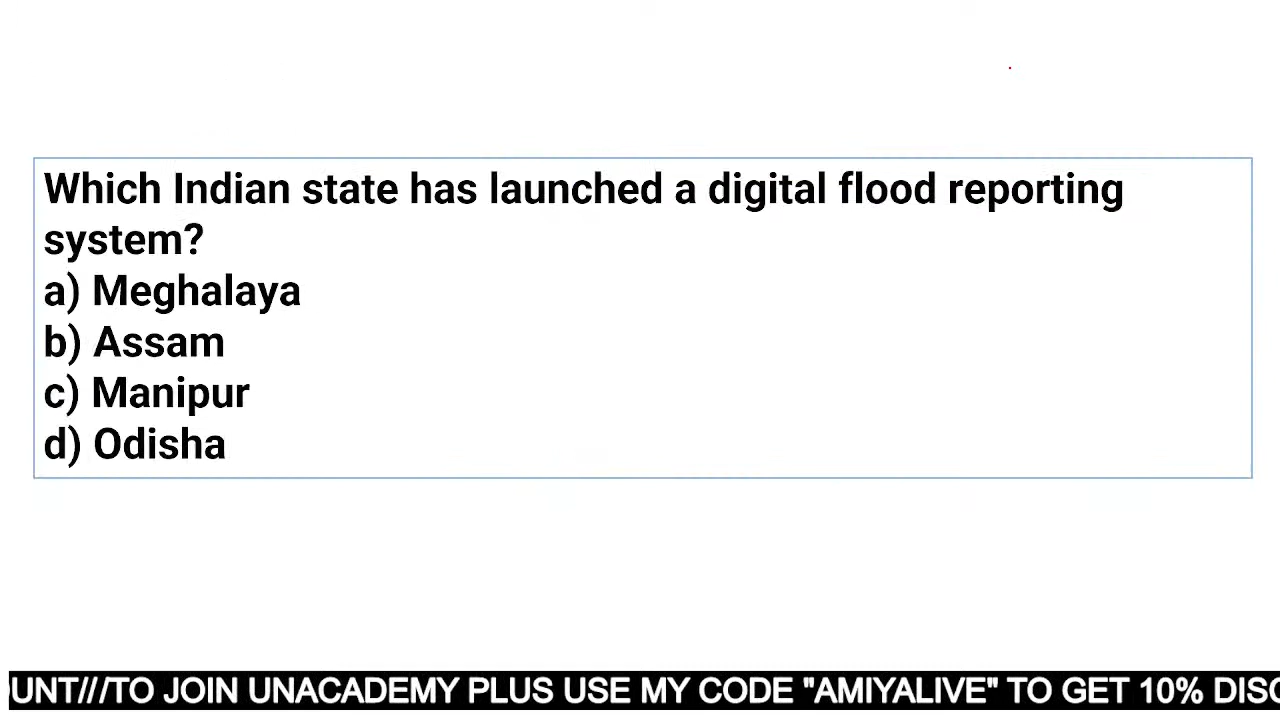 Which Indian state has launched a digital flood reporting
system?
a) Meghalaya
b) Assam
c) Manipur
d) Odisha
OUNT///TO JOIN UNACADEMY PLUS USE MY CODE "AMIYALIVE" TO GET 10% DISC